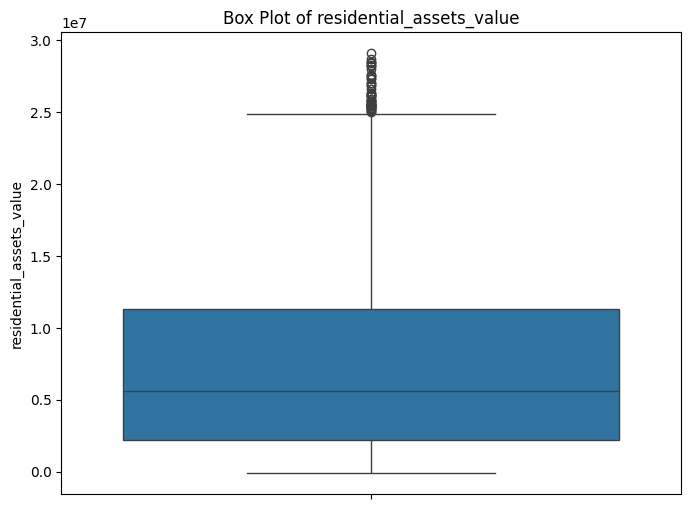 Box Plot of residential_assets_value
1e7
3.0
2.5
2.0
1.5
1.0
0.5
0.0
residential_assets_value